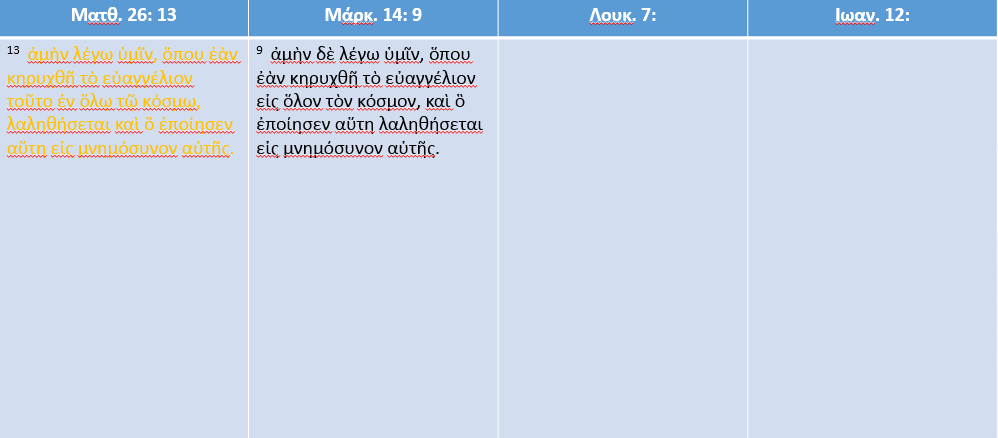 Ματθ. 26: 13
Μάρκ. 14: 9
Λουκ. 7:
Ιωαν. 12:
13 ἀμὴν λέγω ὑμῖν, ὅπου ἐὰν
κηρυχθῇ τὸ εὐαγγέλιον
τοῦτο ἐν ὅλῳ τῷ κόσμῳ,
λαληθήσεται καὶ ὃ ἐποίησεν
αὕτη εἰς μνημόσυνον αὐτῆς.
9 ἀμὴν δὲ λέγω ὑμῖν, ὅπου
ἐὰν κηρυχθῇ τὸ εὐαγγέλιον
εἰς ὅλον τὸν κόσμον, καὶ ὃ
ἐποίησεν αὕτη λαληθήσεται
εἰς μνημόσυνον αὐτῆς.